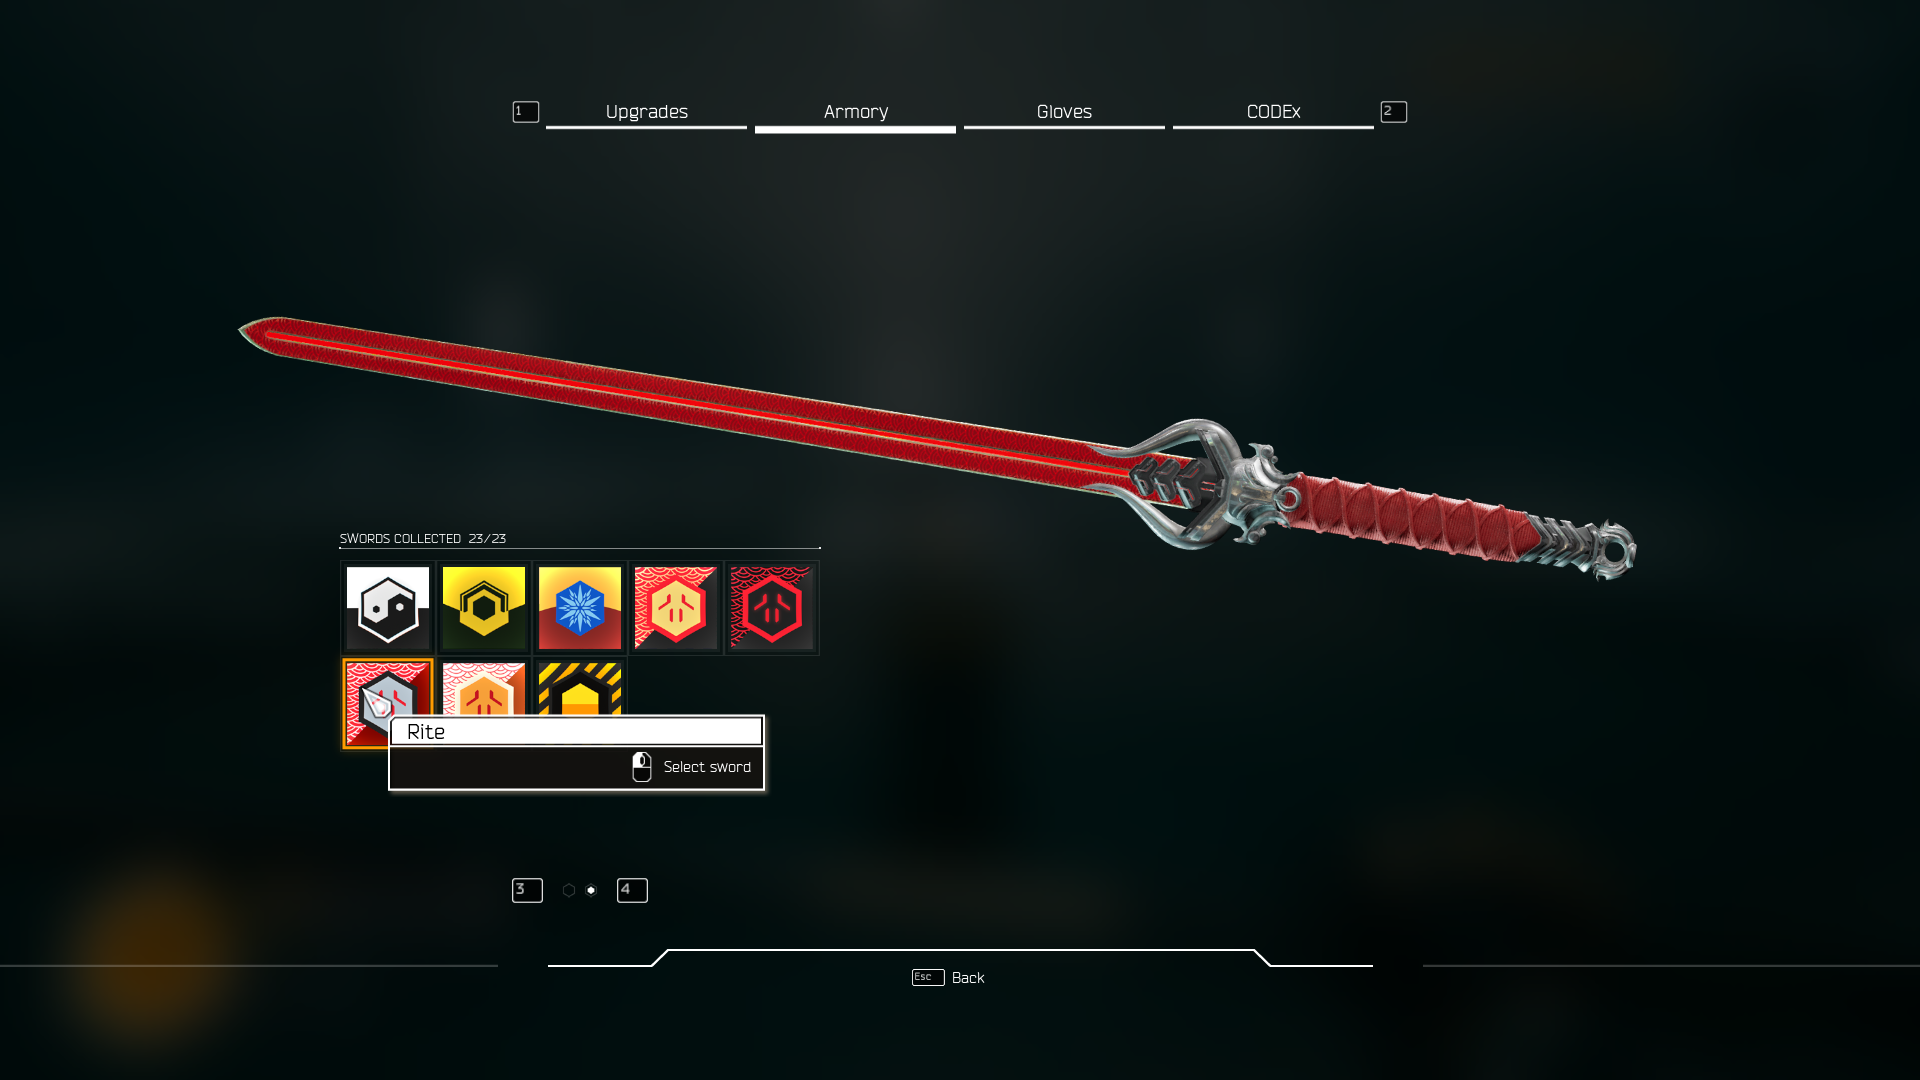 1 Upgrades Armory Gloves CODEx 2
SWORDS COLLECTED 23/23
Rite
Select sword
3 4
Esc Back